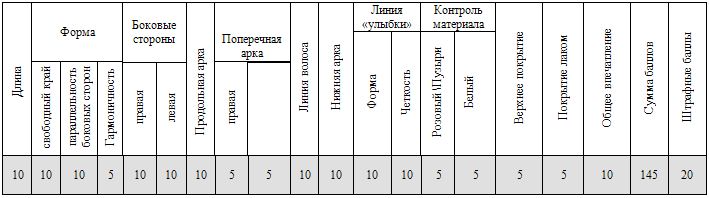 Длина
Форма
свободный край
параллельность
боковых сторон
Гармоничность
Боковые
стороны
правая
левая
Продольная арка
Поперечная
арка
правая
Линия волоса
Нижняя арка
Линия
«улыбки»
Форма
Четкость
Контроль
материала
Розовый \Пузыри
Белый
Верхнее покрытие
Покрытие лаком
Общее впечатление
Сумма баллов
Штрафные баллы
10 10 10 5 10 10 10 5 5 10 10 10 10 5 5 5 5 10 145 20